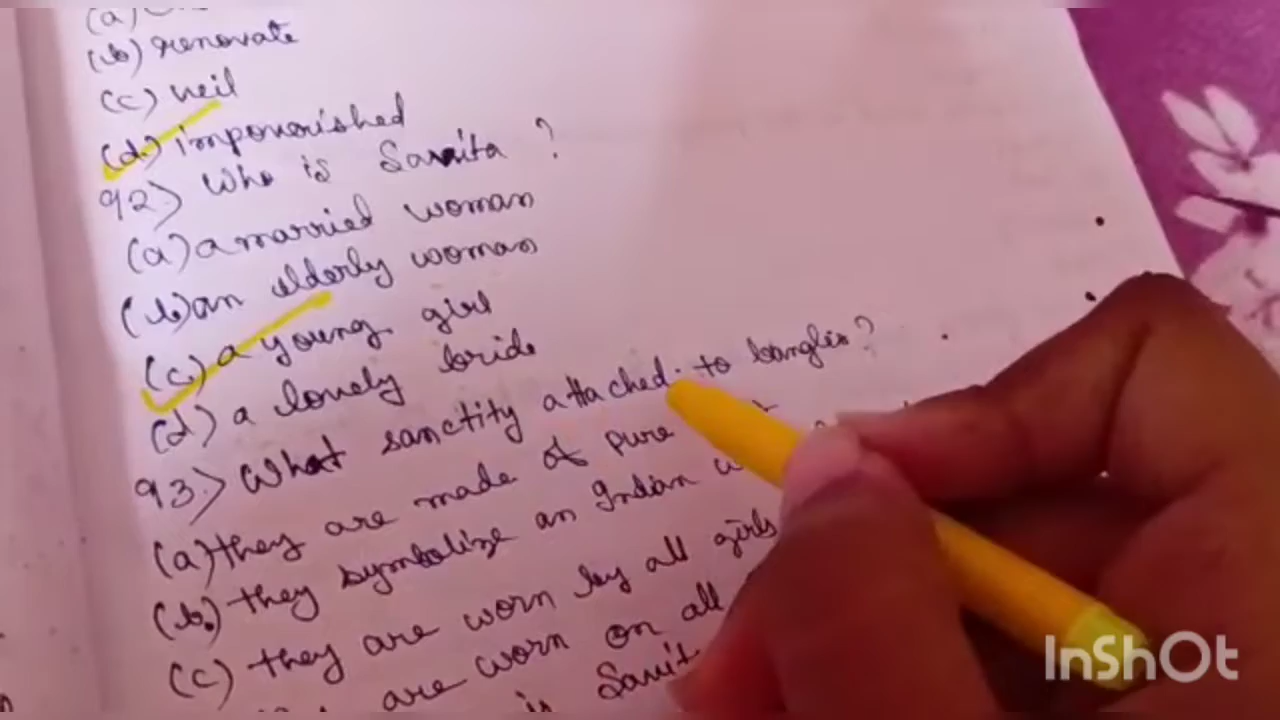 (a)
(b) renovate
(c) veil
(d) impoverished
92.) Who is Savita ?
(a) a married woman
(b) an elderly woman
(c) a young girl
(d) a lonely bride
93.) What sanctity attached to bangles?
(a) they are made of pure
(b.) they symbolize an Indian
(c) they are worn by all girls
are worn on all
is Savit
InShOt